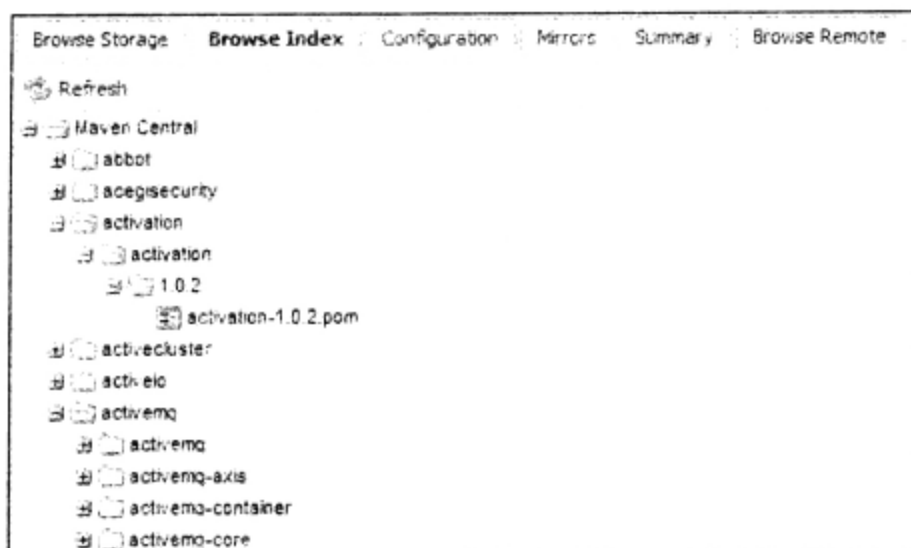 Browse Storage Browse Index Configuration Mirrors Summary Browse Remote
Refresh
Maven Central
abbot
acegisecurity
activation
activation
1.0.2
activation-1.0.2.pom
activecluster
activeio
activemq
activemq
activemq-axis
activemq-container
activemq-core